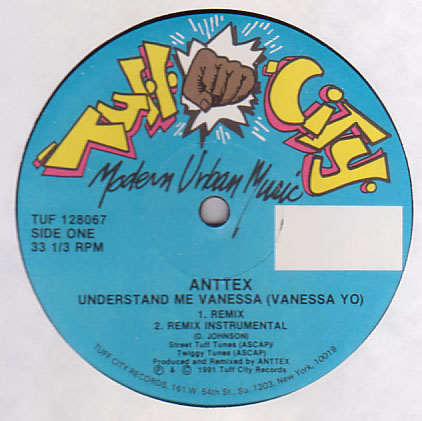 Tuff City
Modern Urban Music
TUF 128067
SIDE ONE
33 1/3 RPM
ANTTEX
UNDERSTAND ME VANESSA (VANESSA YO)
1. REMIX
2. REMIX INSTRUMENTAL
(D. JOHNSON)
Street Tuff Tunes (ASCAP)/
Twiggy Tunes (ASCAP)
Produced and Remixed by ANTTEX
℗ & © 1991 Tuff City Records
TUFF CITY RECORDS, 161 W. 54th St., Su. 1203, New York, 10019